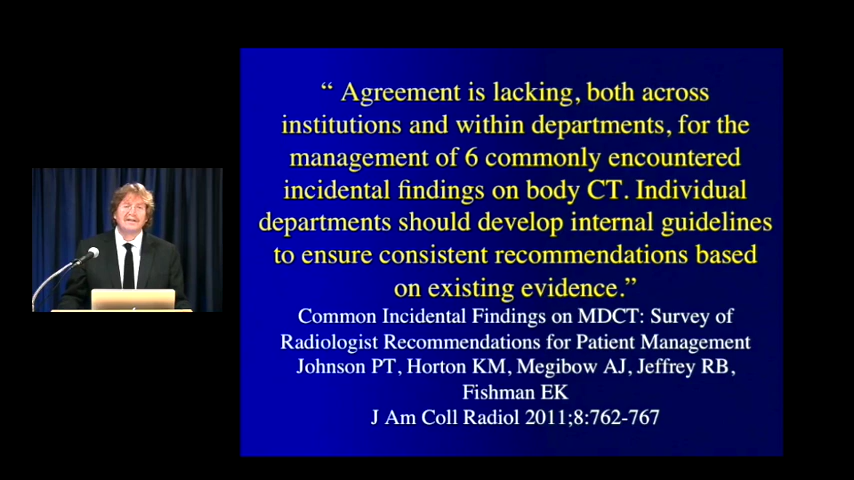 “ Agreement is lacking, both across
institutions and within departments, for the
management of 6 commonly encountered
incidental findings on body CT. Individual
departments should develop internal guidelines
to ensure consistent recommendations based
on existing evidence.”
Common Incidental Findings on MDCT: Survey of
Radiologist Recommendations for Patient Management
Johnson PT, Horton KM, Megibow AJ, Jeffrey RB,
Fishman EK
J Am Coll Radiol 2011;8:762-767